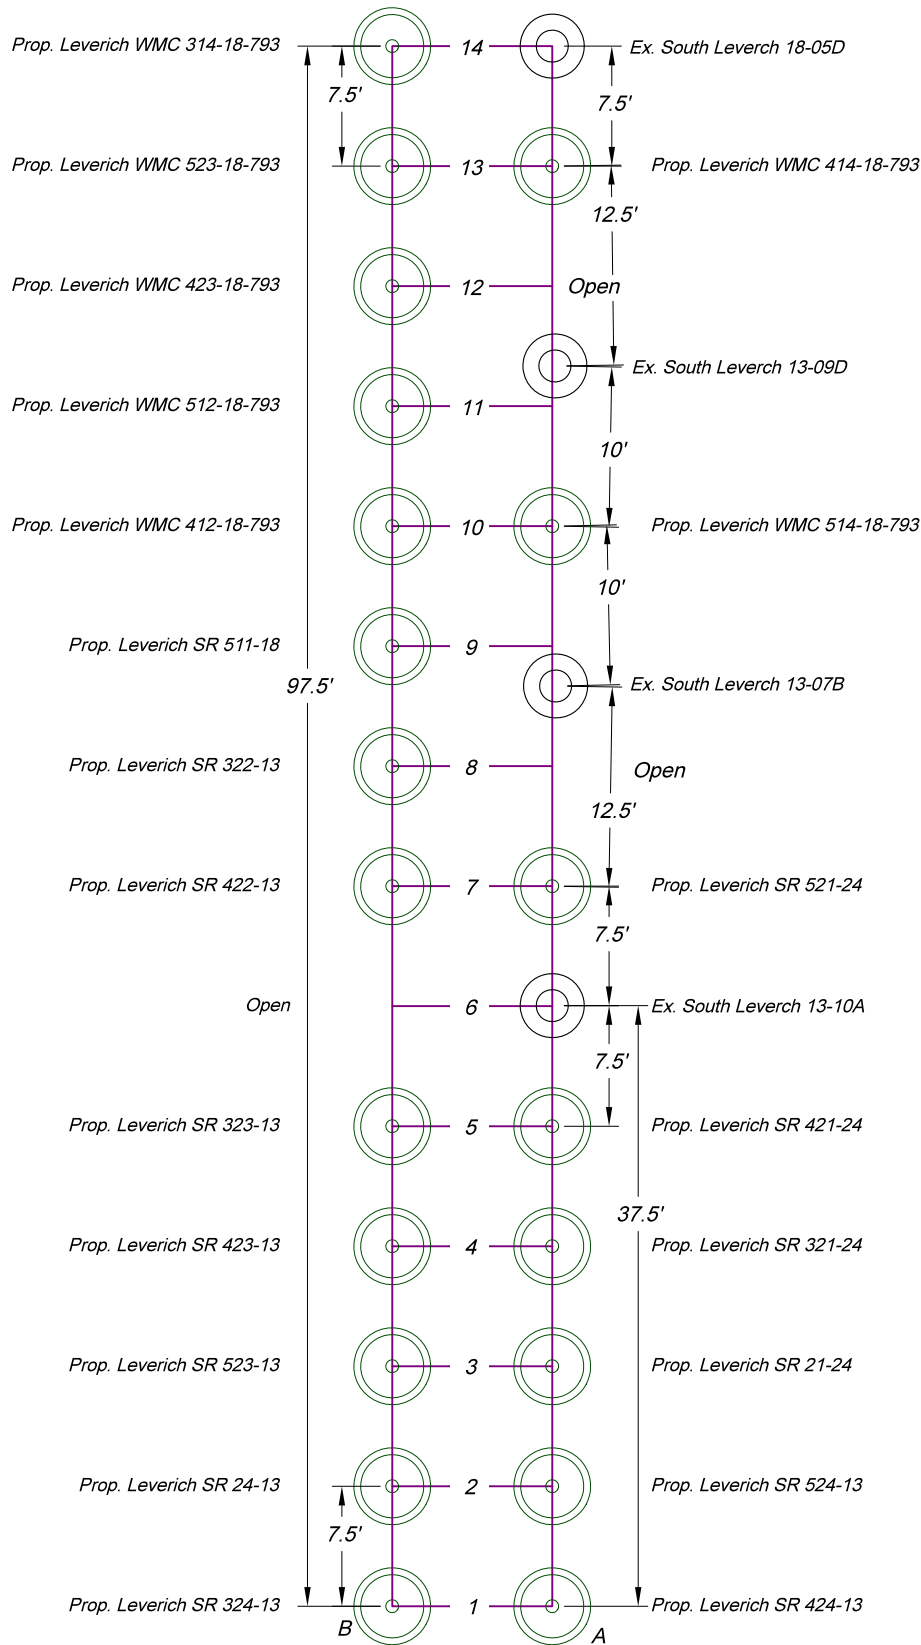 Prop. Leverich WMC 314-18-793
14
Ex. South Leverch 18-05D
7.5'
7.5'
Prop. Leverich WMC 523-18-793
13
Prop. Leverich WMC 414-18-793
12.5'
Prop. Leverich WMC 423-18-793
12
Open
Ex. South Leverch 13-09D
Prop. Leverich WMC 512-18-793
11
10'
Prop. Leverich WMC 412-18-793
10
Prop. Leverich WMC 514-18-793
10'
Prop. Leverich SR 511-18
9
97.5'
Ex. South Leverch 13-07B
Prop. Leverich SR 322-13
8
Open
12.5'
Prop. Leverich SR 422-13
7
Prop. Leverich SR 521-24
7.5'
Open
6
Ex. South Leverch 13-10A
7.5'
Prop. Leverich SR 323-13
5
Prop. Leverich SR 421-24
37.5'
Prop. Leverich SR 423-13
4
Prop. Leverich SR 321-24
Prop. Leverich SR 523-13
3
Prop. Leverich SR 21-24
Prop. Leverich SR 24-13
2
Prop. Leverich SR 524-13
7.5'
Prop. Leverich SR 324-13
1
Prop. Leverich SR 424-13
B
A